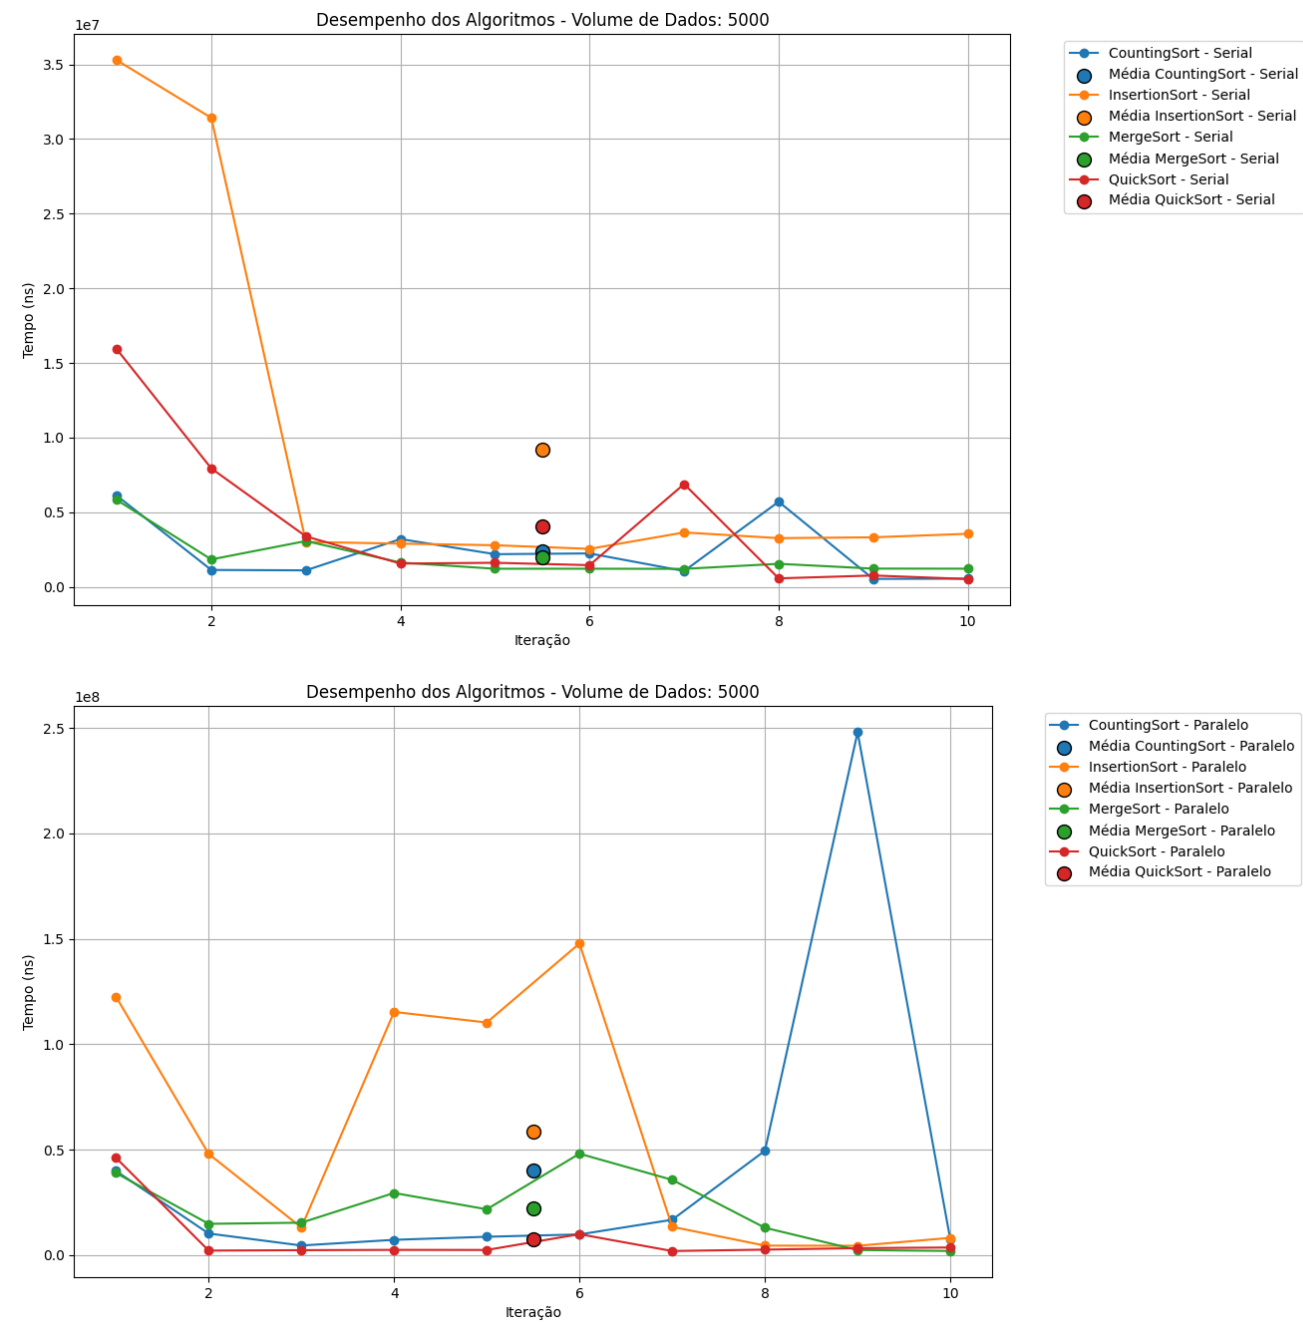 Desempenho dos Algoritmos - Volume de Dados: 5000
1e7
3.5
3.0
2.5
2.0
1.5
1.0
0.5
0.0
Tempo (ns)
2
4
6
8
10
Iteração
CountingSort - Serial
Média CountingSort - Serial
InsertionSort - Serial
Média InsertionSort - Serial
MergeSort - Serial
Média MergeSort - Serial
QuickSort - Serial
Média QuickSort - Serial
Desempenho dos Algoritmos - Volume de Dados: 5000
1e8
2.5
2.0
1.5
1.0
0.5
0.0
Tempo (ns)
2
4
6
8
10
Iteração
CountingSort - Paralelo
Média CountingSort - Paralelo
InsertionSort - Paralelo
Média InsertionSort - Paralelo
MergeSort - Paralelo
Média MergeSort - Paralelo
QuickSort - Paralelo
Média QuickSort - Paralelo